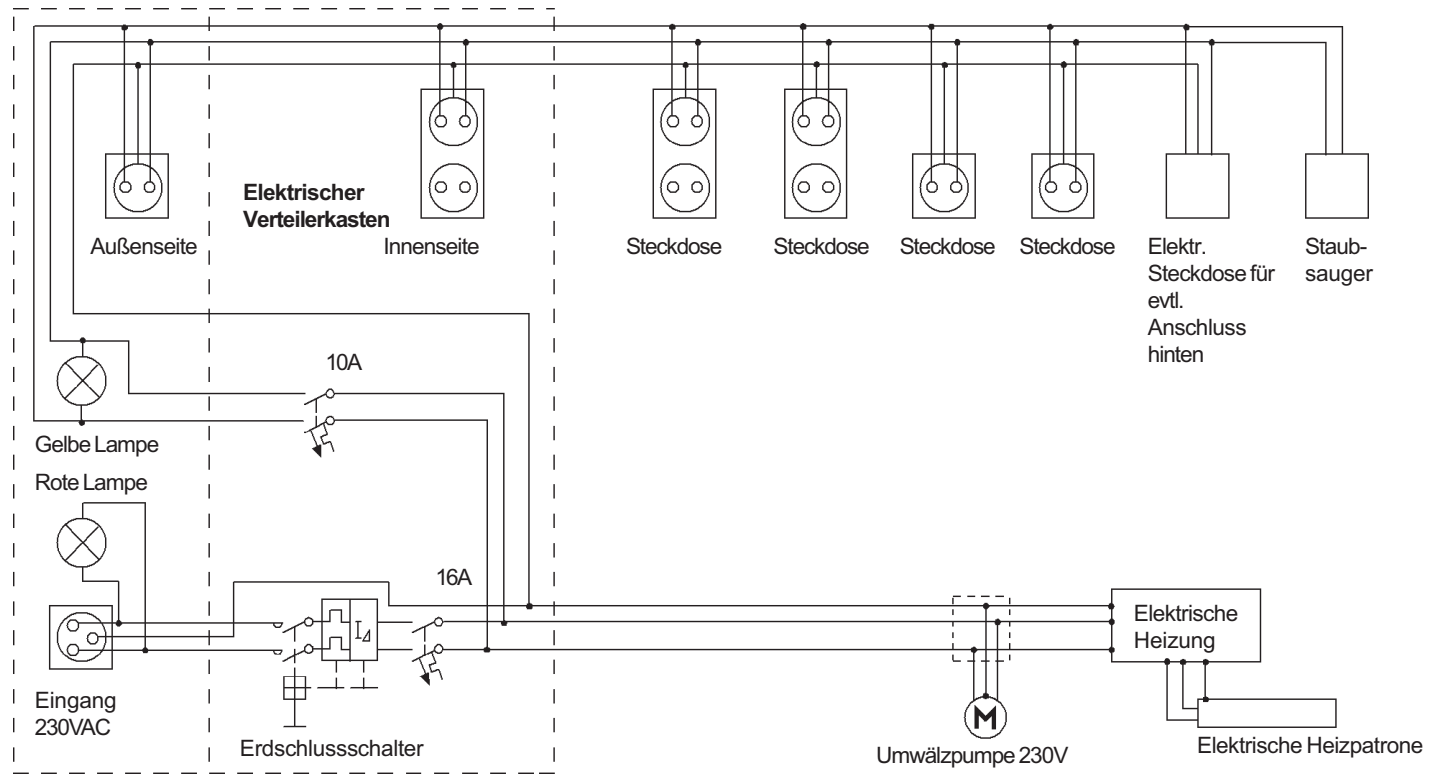 Elektrischer
Verteilerkasten
Außenseite
Innenseite
Steckdose
Steckdose
Steckdose
Steckdose
Elektr.
Steckdose für
evtl.
Anschluss
hinten
Staub-
sauger
10A
Gelbe Lampe
Rote Lampe
16A
I⊿
Elektrische
Heizung
Eingang
230VAC
Erdschlussschalter
M
Umwälzpumpe 230V
Elektrische Heizpatrone